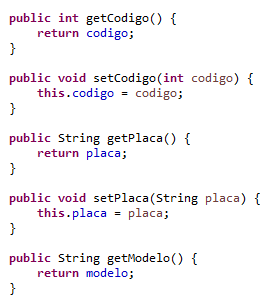 public int getCodigo() {
    return codigo;
}
public void setCodigo(int codigo) {
    this.codigo = codigo;
}
public String getPlaca() {
    return placa;
}
public void setPlaca(String placa) {
    this.placa = placa;
}
public String getModelo() {
    return modelo;
}